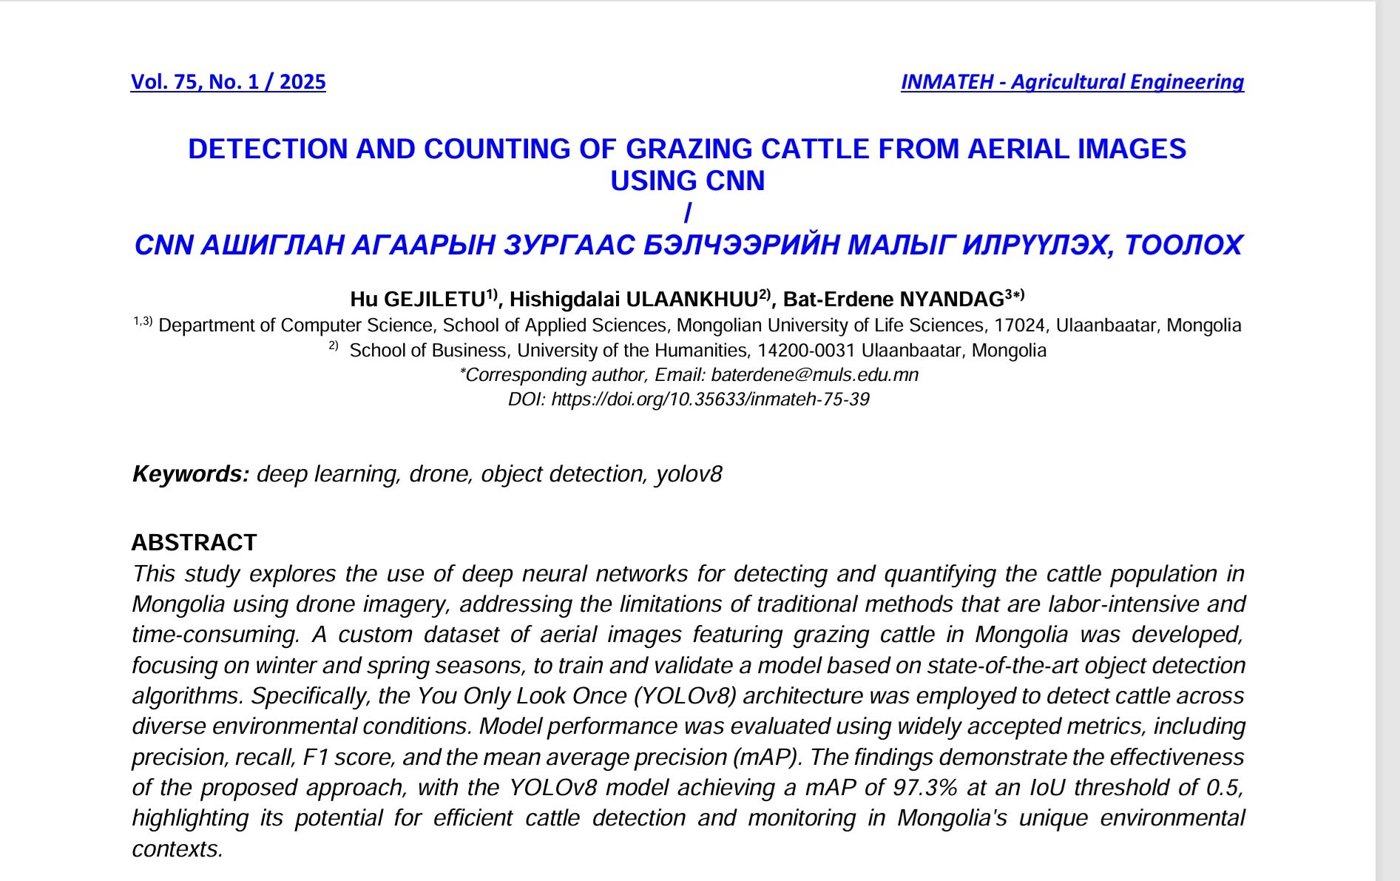 Vol. 75, No. 1 / 2025 INMATEH - Agricultural Engineering
DETECTION AND COUNTING OF GRAZING CATTLE FROM AERIAL IMAGES
USING CNN
/
CNN АШИГЛАН АГААРЫН ЗУРГААС БЭЛЧЭЭРИЙН МАЛЫГ ИЛРҮҮЛЭХ, ТООЛОХ
Hu GEJILETU1), Hishigdalai ULAANKHUU2), Bat-Erdene NYANDAG3*)
1,3) Department of Computer Science, School of Applied Sciences, Mongolian University of Life Sciences, 17024, Ulaanbaatar, Mongolia
2) School of Business, University of the Humanities, 14200-0031 Ulaanbaatar, Mongolia
*Corresponding author, Email: baterdene@muls.edu.mn
DOI: https://doi.org/10.35633/inmateh-75-39
Keywords: deep learning, drone, object detection, yolov8
ABSTRACT
This study explores the use of deep neural networks for detecting and quantifying the cattle population in
Mongolia using drone imagery, addressing the limitations of traditional methods that are labor-intensive and
time-consuming. A custom dataset of aerial images featuring grazing cattle in Mongolia was developed,
focusing on winter and spring seasons, to train and validate a model based on state-of-the-art object detection
algorithms. Specifically, the You Only Look Once (YOLOv8) architecture was employed to detect cattle across
diverse environmental conditions. Model performance was evaluated using widely accepted metrics, including
precision, recall, F1 score, and the mean average precision (mAP). The findings demonstrate the effectiveness
of the proposed approach, with the YOLOv8 model achieving a mAP of 97.3% at an IoU threshold of 0.5,
highlighting its potential for efficient cattle detection and monitoring in Mongolia's unique environmental
contexts.